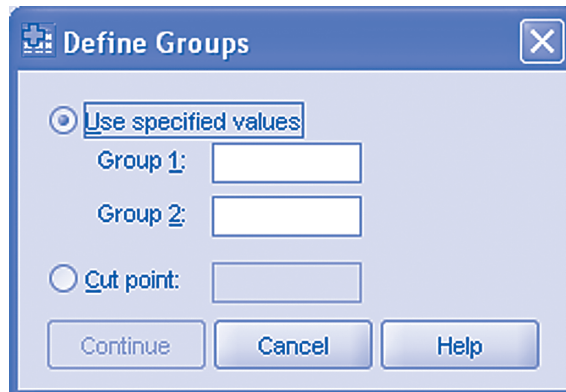 Define Groups
Use specified values
Group 1:
Group 2:
Cut point:
Continue Cancel Help